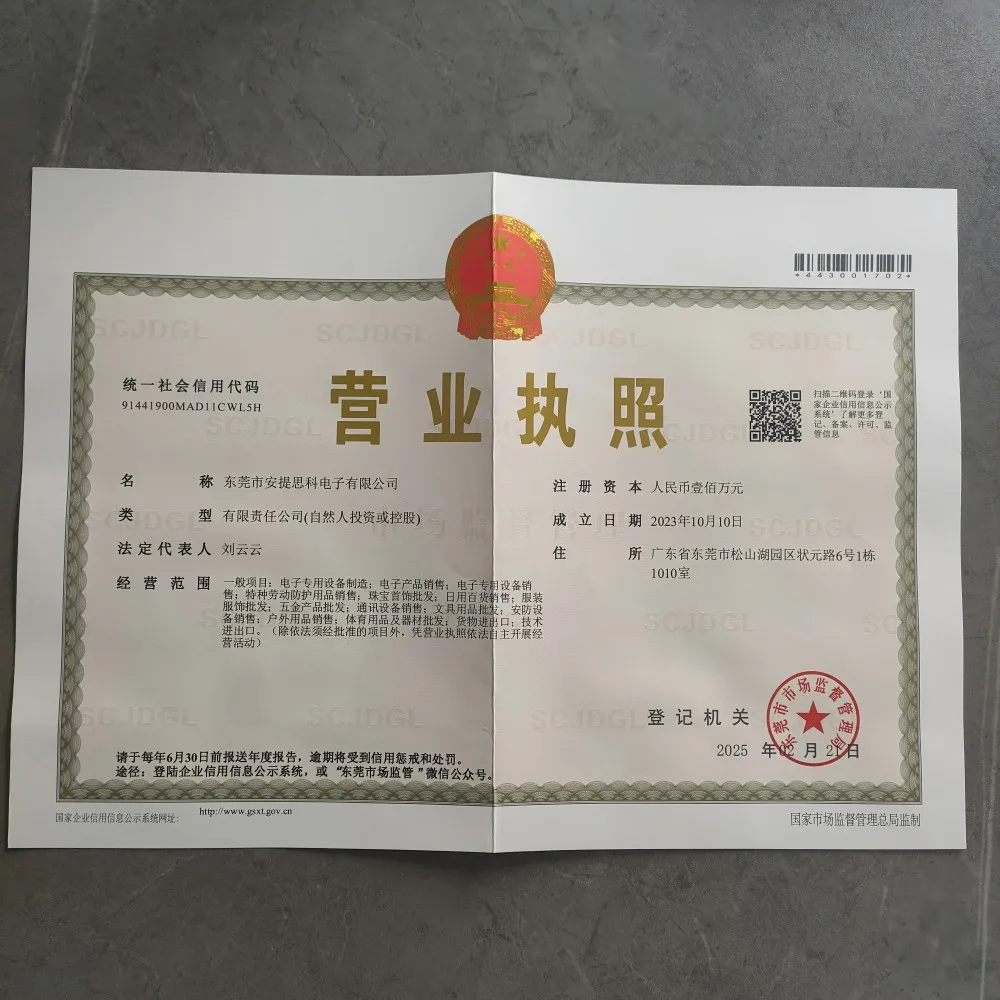 *443001702*
统一社会信用代码
91441900MAD11CWL5H
营业执照
扫描二维码登录‘国
家企业信用信息公示
系统’了解更多登
记、备案、许可、监
管信息
名 称 东莞市安提思科电子有限公司
类 型 有限责任公司(自然人投资或控股)
法定代表人 刘云云
经营范围 一般项目：电子专用设备制造；电子产品销售；电子专用设备销
售；特种劳动防护用品销售；珠宝首饰批发；日用百货销售；服装
服饰批发；五金产品批发；通讯设备销售；文具用品批发；安防设
备销售；户外用品销售；体育用品及器材批发；货物进出口；技术
进出口。（除依法须经批准的项目外，凭营业执照依法自主开展经
营活动）
注册资本 人民币壹佰万元
成立日期 2023年10月10日
住 所 广东省东莞市松山湖园区状元路6号1栋
1010室
登记机关
东莞市市场监督管理局
2025 年02 月 21日
请于每年6月30日前报送年度报告，逾期将受到信用惩戒和处罚。
途径：登陆企业信用信息公示系统，或“东莞市场监管”微信公众号。
国家企业信用信息公示系统网址：
http://www.gsxt.gov.cn
国家市场监督管理总局监制
SCJDGL